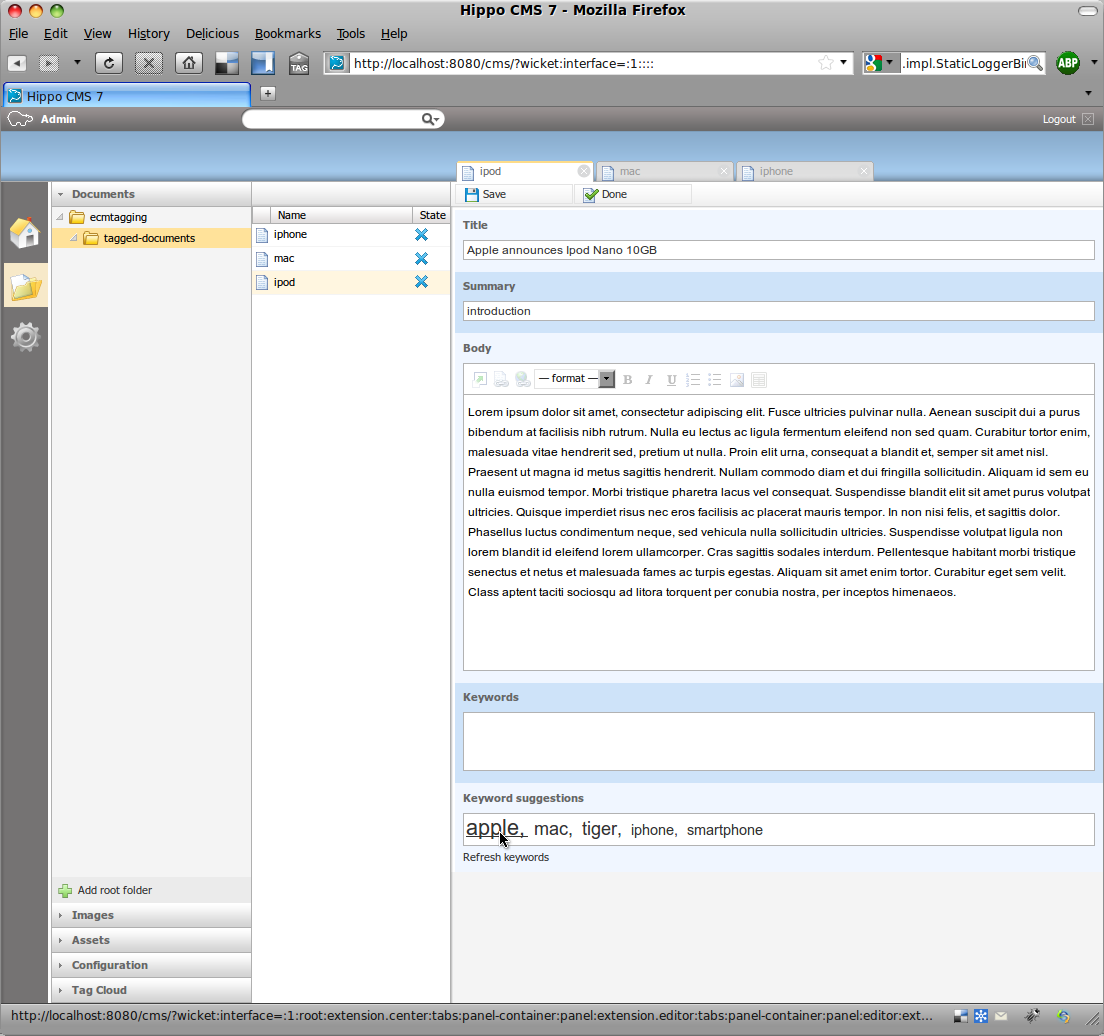 Hippo CMS 7 - Mozilla Firefox
File Edit View History Delicious Bookmarks Tools Help
TAG
http://localhost:8080/cms/?wicket:interface=:1::::
.impl.StaticLoggerBi
ABP
Hippo CMS 7
Admin
Logout
ipod
mac
iphone
Documents
ecmtagging
tagged-documents
Add root folder
Images
Assets
Configuration
Tag Cloud
Name State
iphone
mac
ipod
Save Done
Title
Apple announces Ipod Nano 10GB
Summary
introduction
Body
--- format --- B I U
Lorem ipsum dolor sit amet, consectetur adipiscing elit. Fusce ultricies pulvinar nulla. Aenean suscipit dui a purus
bibendum at facilisis nibh rutrum. Nulla eu lectus ac ligula fermentum eleifend non sed quam. Curabitur tortor enim,
malesuada vitae hendrerit sed, pretium ut nulla. Proin elit urna, consequat a blandit et, semper sit amet nisl.
Praesent ut magna id metus sagittis hendrerit. Nullam commodo diam et dui fringilla sollicitudin. Aliquam id sem eu
nulla euismod tempor. Morbi tristique pharetra lacus vel consequat. Suspendisse blandit elit sit amet purus volutpat
ultricies. Quisque imperdiet risus nec eros facilisis ac placerat mauris tempor. In non nisi felis, et sagittis dolor.
Phasellus luctus condimentum neque, sed vehicula nulla sollicitudin ultricies. Suspendisse volutpat ligula non
lorem blandit id eleifend lorem ullamcorper. Cras sagittis sodales interdum. Pellentesque habitant morbi tristique
senectus et netus et malesuada fames ac turpis egestas. Aliquam sit amet enim tortor. Curabitur eget sem velit.
Class aptent taciti sociosqu ad litora torquent per conubia nostra, per inceptos himenaeos.
Keywords
Keyword suggestions
apple, mac, tiger, iphone, smartphone
Refresh keywords
http://localhost:8080/cms/?wicket:interface=:1:root:extension.center:tabs:panel-container:panel:extension.editor:tabs:panel-container:panel:editor:ext...